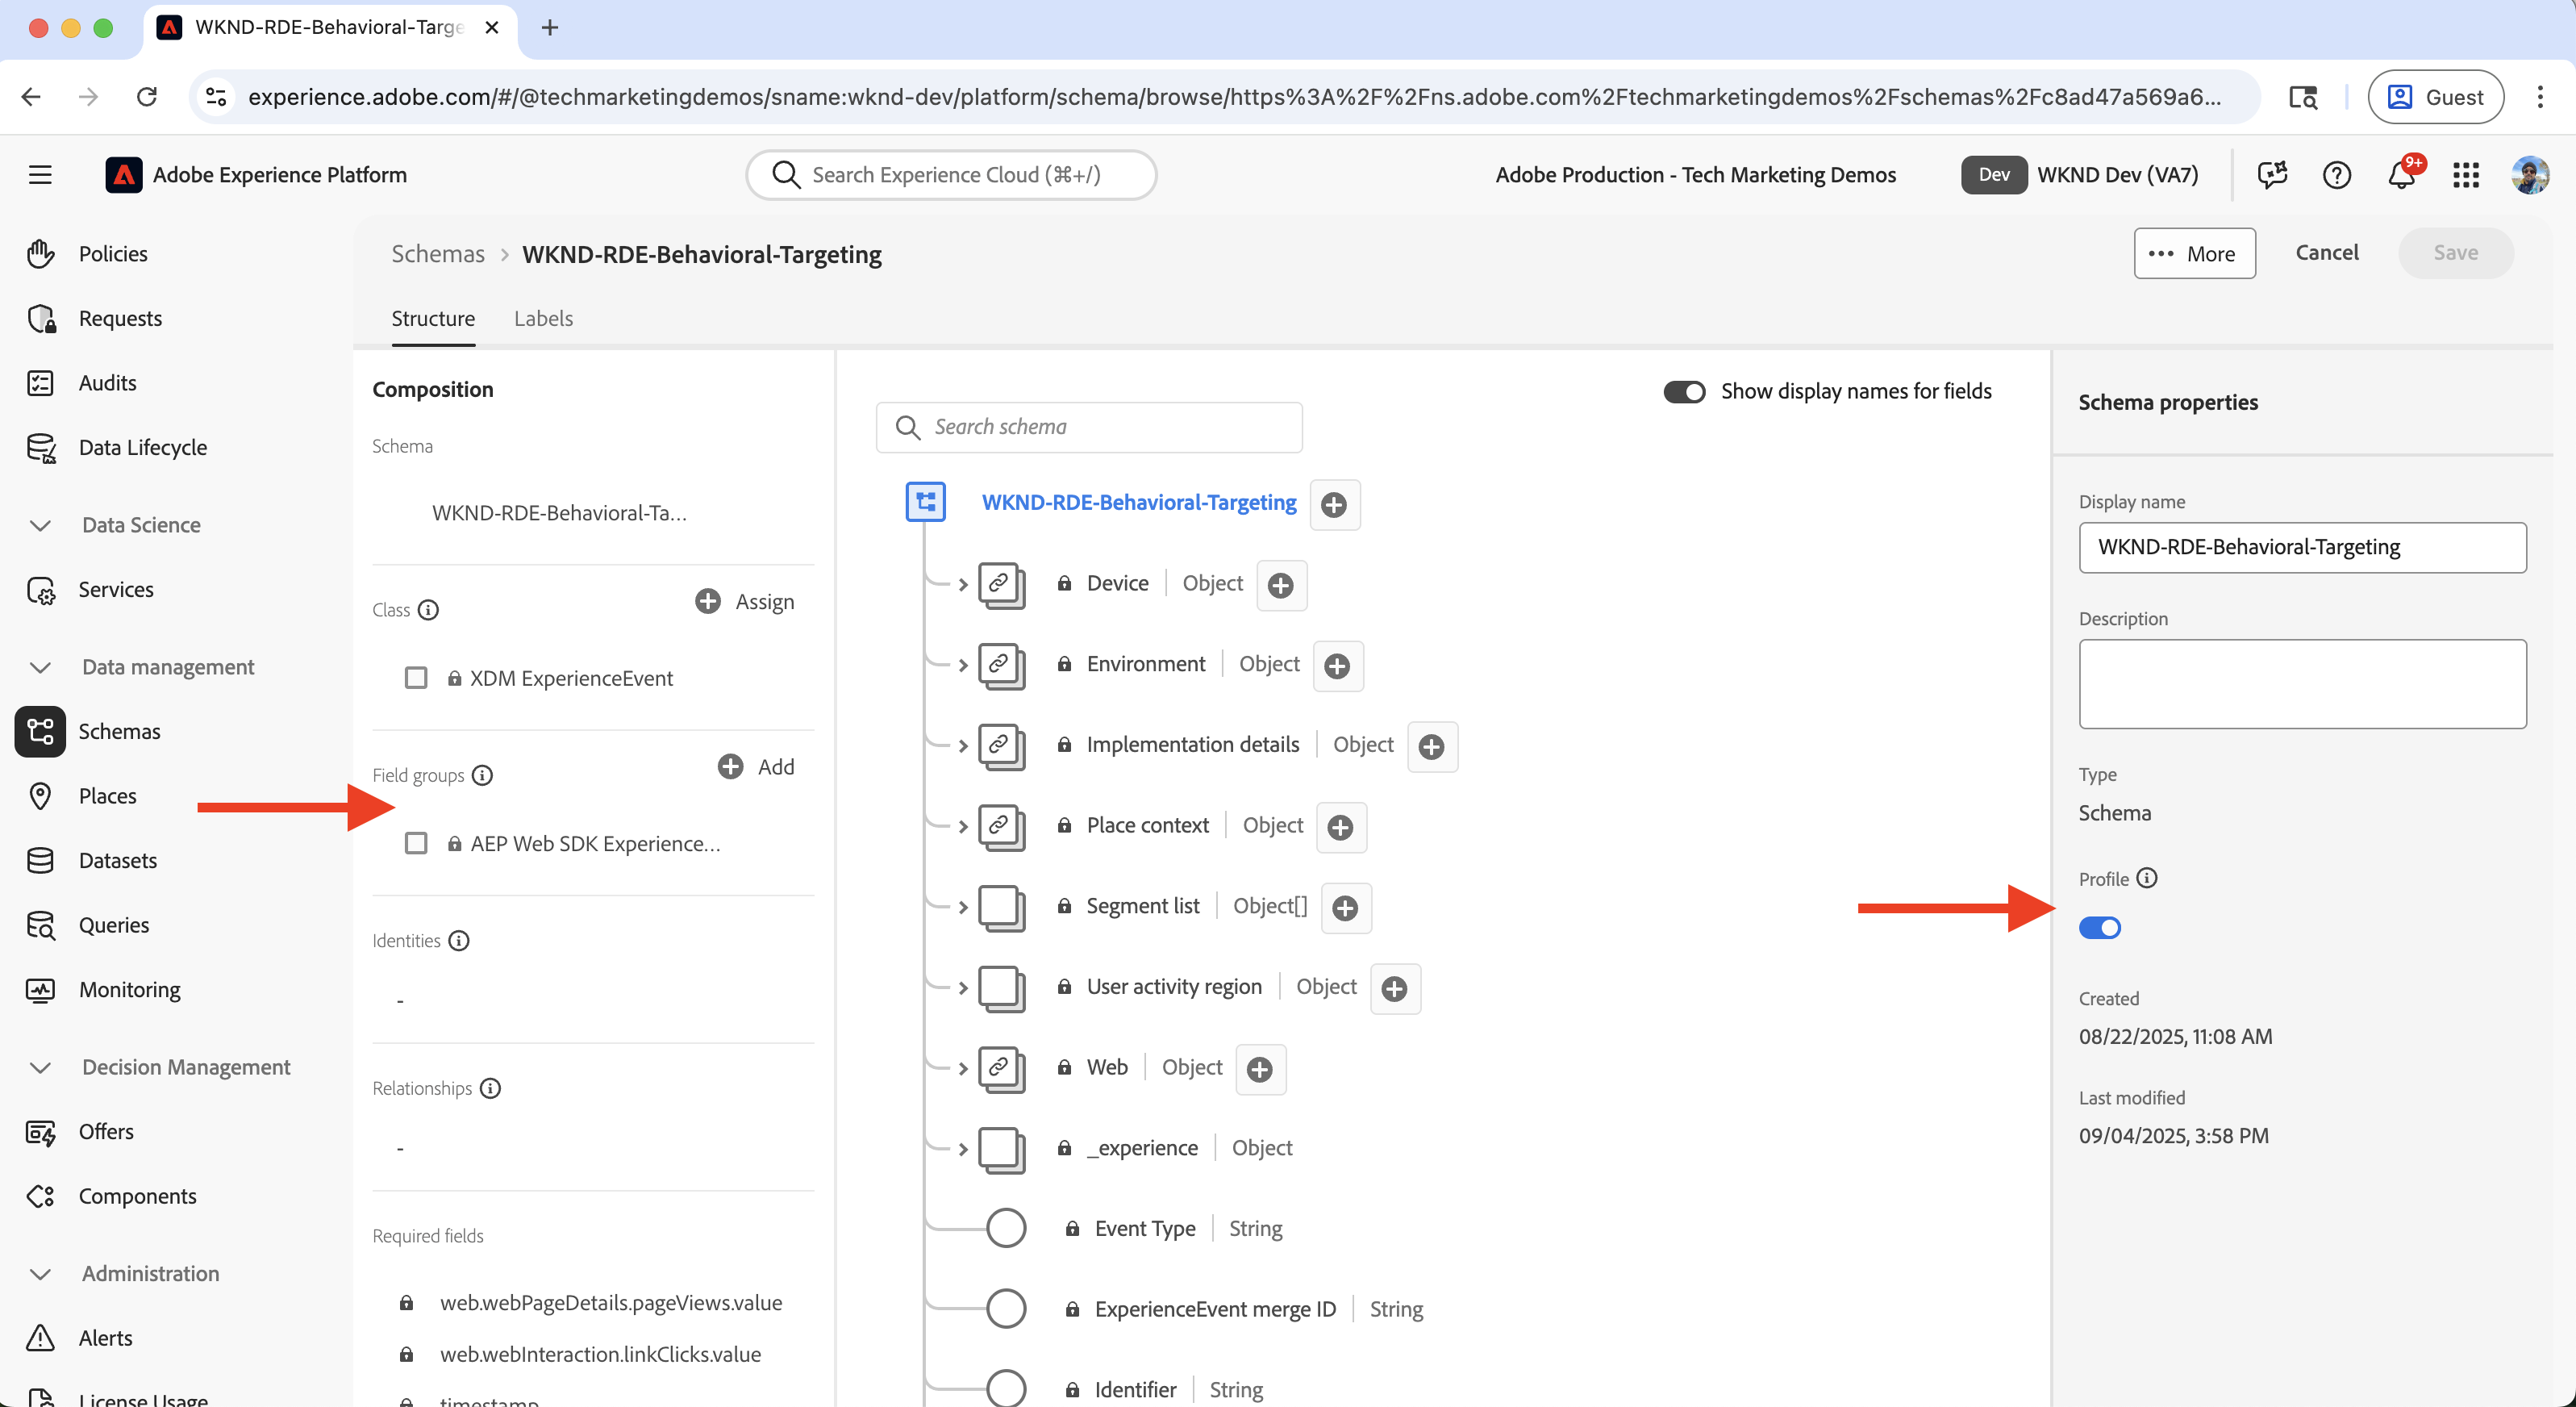 WKND-RDE-Behavioral-Targe
experience.adobe.com/#/@techmarketingdemos/sname:wknd-dev/platform/schema/browse/https%3A%2F%2Fns.adobe.com%2Ftechmarketingdemos%2Fschemas%2Fc8ad47a569a6...
Guest
Adobe Experience Platform
Search Experience Cloud (⌘+/)
Adobe Production - Tech Marketing Demos
Dev
WKND Dev (VA7)
9+
Policies
Requests
Audits
Data Lifecycle
Data Science
Services
Data management
Schemas
Places
Datasets
Queries
Monitoring
Decision Management
Offers
Components
Administration
Alerts
License Usage
Schemas > WKND-RDE-Behavioral-Targeting
More
Cancel
Save
Structure
Labels
Composition
Schema
WKND-RDE-Behavioral-Ta...
Class
Assign
XDM ExperienceEvent
Field groups
Add
AEP Web SDK Experience...
Identities
-
Relationships
-
Required fields
web.webPageDetails.pageViews.value
web.webInteraction.linkClicks.value
timestamp
Show display names for fields
Search schema
WKND-RDE-Behavioral-Targeting
Device | Object
Environment | Object
Implementation details | Object
Place context | Object
Segment list | Object[]
User activity region | Object
Web | Object
_experience | Object
Event Type | String
ExperienceEvent merge ID | String
Identifier | String
Schema properties
Display name
WKND-RDE-Behavioral-Targeting
Description
Type
Schema
Profile
Created
08/22/2025, 11:08 AM
Last modified
09/04/2025, 3:58 PM